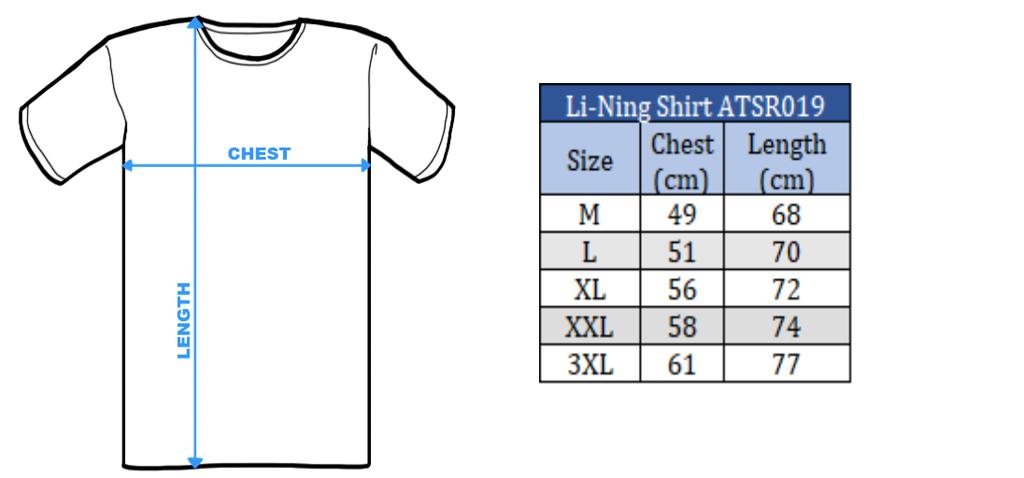 CHEST
LENGTH
Li-Ning Shirt ATSR019
Size Chest (cm) Length (cm)
M 49 68
L 51 70
XL 56 72
XXL 58 74
3XL 61 77